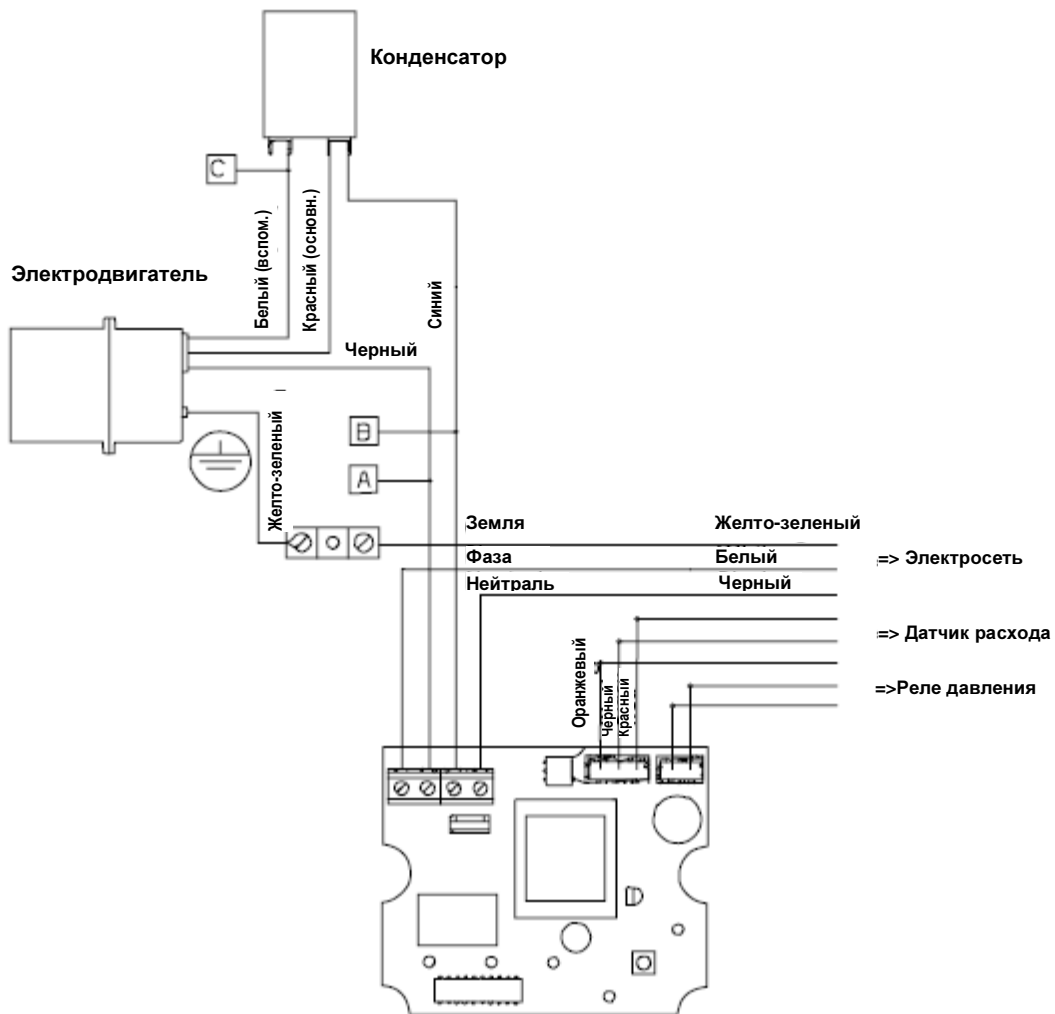 Конденсатор
C
Белый (вспом.)
Красный (основн.)
Электродвигатель
Синий
Черный
B
Желто-зеленый
A
Земля
Желто-зеленый
Фаза
Белый
=> Электросеть
Нейтраль
Черный
=> Датчик расхода
Оранжевый
Черный
Красный
=>Реле давления